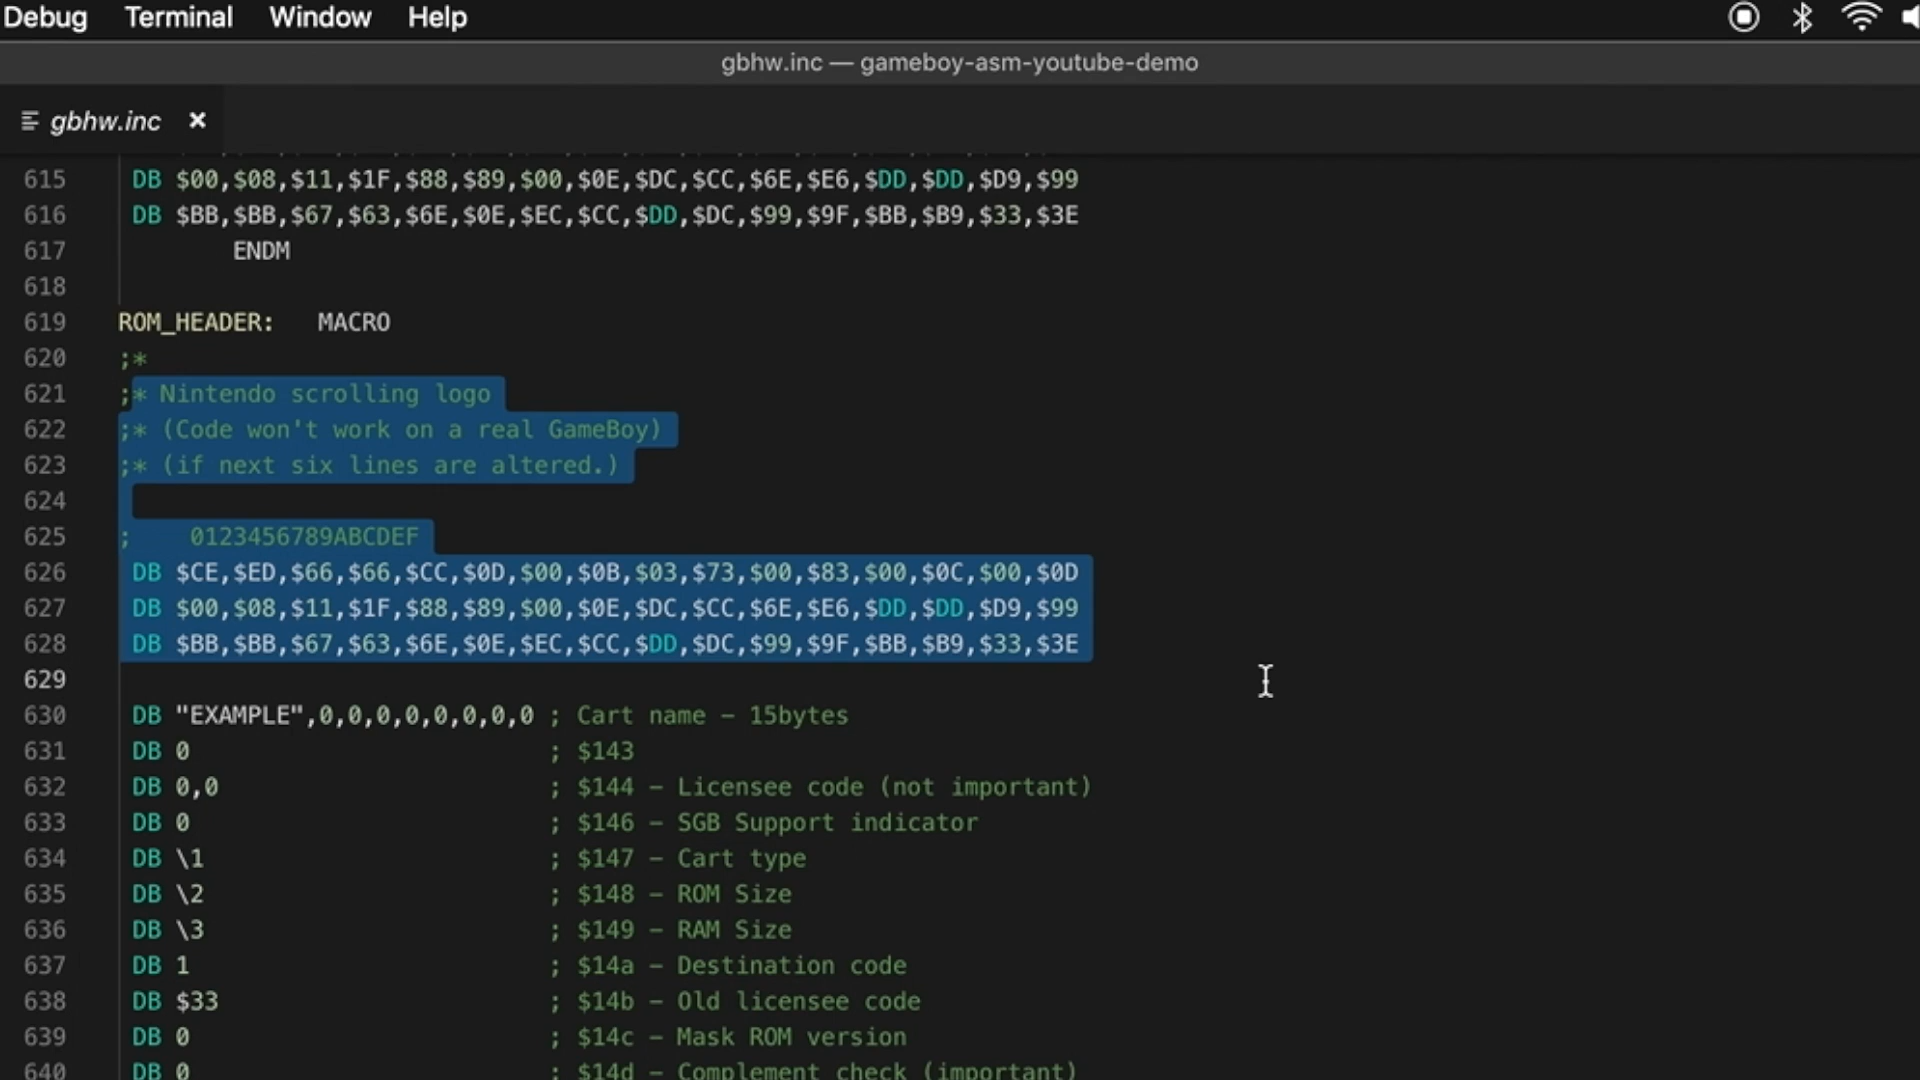 Debug Terminal Window Help
gbhw.inc — gameboy-asm-youtube-demo
gbhw.inc ×
615 DB $00,$08,$11,$1F,$88,$89,$00,$0E,$DC,$CC,$6E,$E6,$DD,$DD,$D9,$99
616 DB $BB,$BB,$67,$63,$6E,$0E,$EC,$CC,$DD,$DC,$99,$9F,$BB,$B9,$33,$3E
617 ENDM
618
619 ROM_HEADER: MACRO
620 ;*
621 ;* Nintendo scrolling logo
622 ;* (Code won't work on a real GameBoy)
623 ;* (if next six lines are altered.)
624
625 ; 0123456789ABCDEF
626 DB $CE,$ED,$66,$66,$CC,$0D,$00,$0B,$03,$73,$00,$83,$00,$0C,$00,$0D
627 DB $00,$08,$11,$1F,$88,$89,$00,$0E,$DC,$CC,$6E,$E6,$DD,$DD,$D9,$99
628 DB $BB,$BB,$67,$63,$6E,$0E,$EC,$CC,$DD,$DC,$99,$9F,$BB,$B9,$33,$3E
629
630 DB "EXAMPLE",0,0,0,0,0,0,0,0 ; Cart name - 15bytes
631 DB 0 ; $143
632 DB 0,0 ; $144 - Licensee code (not important)
633 DB 0 ; $146 - SGB Support indicator
634 DB \1 ; $147 - Cart type
635 DB \2 ; $148 - ROM Size
636 DB \3 ; $149 - RAM Size
637 DB 1 ; $14a - Destination code
638 DB $33 ; $14b - Old licensee code
639 DB 0 ; $14c - Mask ROM version
640 DB 0 ; $14d - Complement check (important)